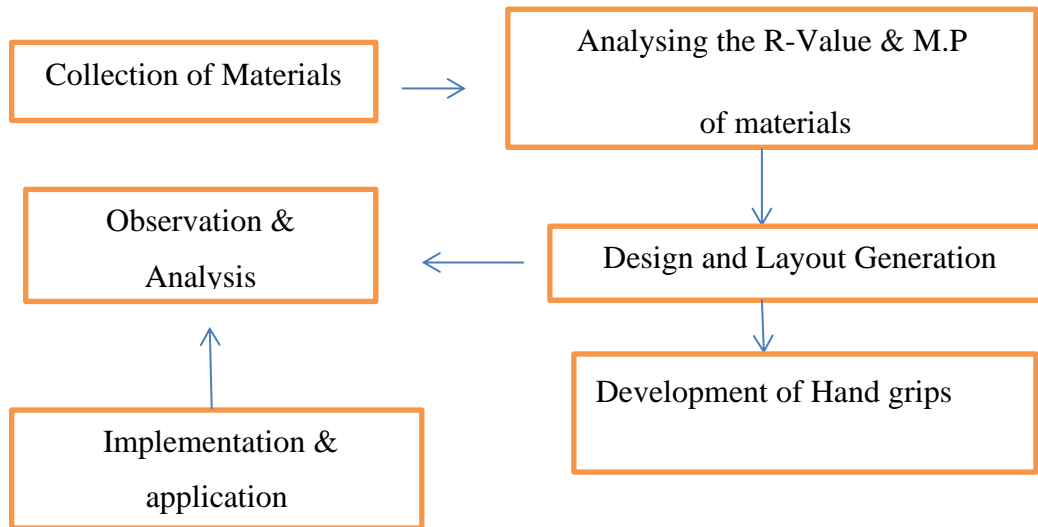 Collection of Materials
Analysing the R-Value & M.P
of materials
Observation &
Analysis
Design and Layout Generation
Development of Hand grips
Implementation &
application